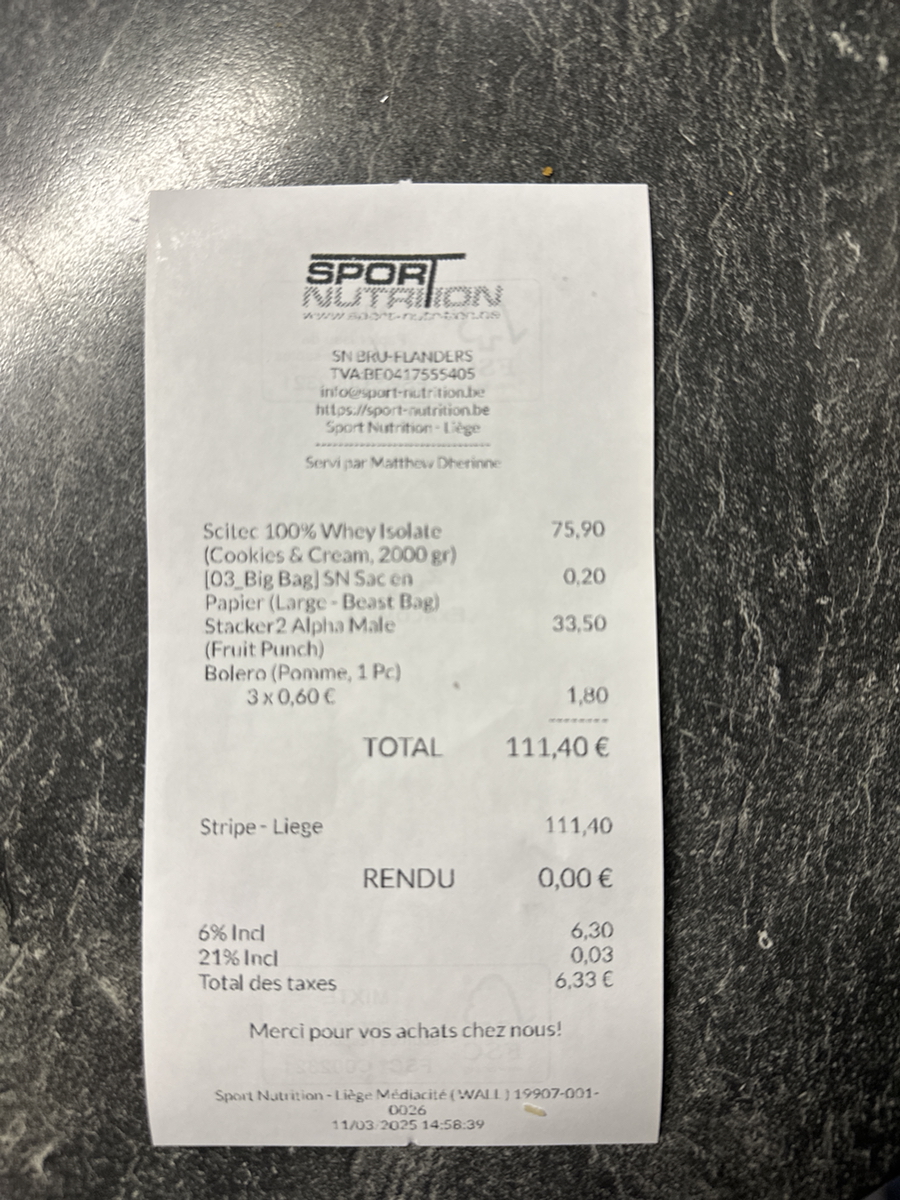 SPORT
NUTRITION
www.sport-nutrition.be
SN BRU-FLANDERS
TVA:BE0417555405
info@sport-nutrition.be
https://sport-nutrition.be
Sport Nutrition - Liège
--------------------------------
Servi par Matthew Dherinne
Scitec 100% Whey Isolate 75,90
(Cookies & Cream, 2000 gr)
[03_Big Bag] SN Sac en 0,20
Papier (Large - Beast Bag)
Stacker2 Alpha Male 33,50
(Fruit Punch)
Bolero (Pomme, 1 Pc)
3 x 0,60 € 1,80
--------
TOTAL 111,40 €
Stripe - Liege 111,40
RENDU 0,00 €
6% Incl 6,30
21% Incl 0,03
Total des taxes 6,33 €
Merci pour vos achats chez nous!
Sport Nutrition - Liège Médiacité ( WALL ) 19907-001-
0026
11/03/2025 14:58:39